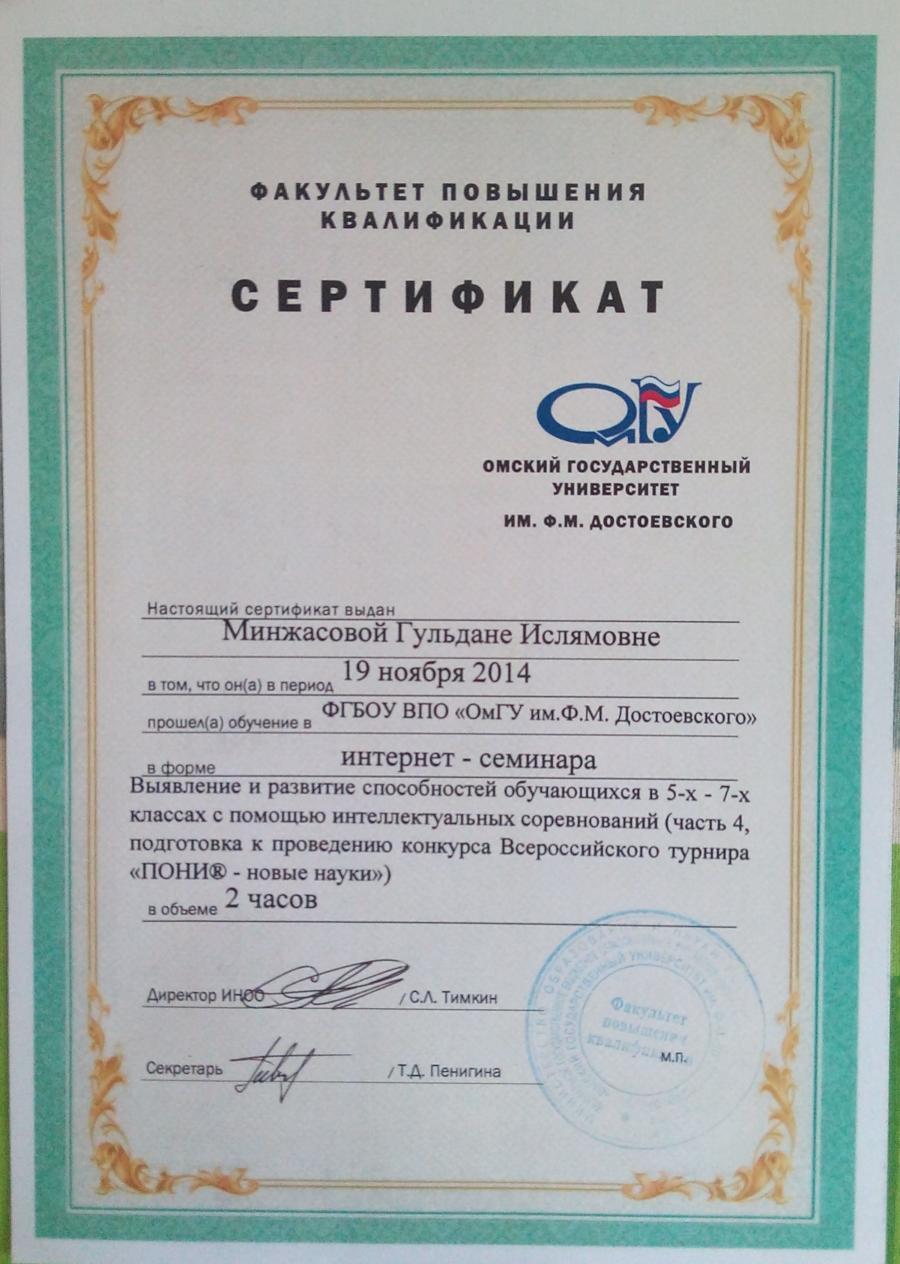 ФАКУЛЬТЕТ ПОВЫШЕНИЯ
КВАЛИФИКАЦИИ
СЕРТИФИКАТ
ОмГУ
ОМСКИЙ ГОСУДАРСТВЕННЫЙ
УНИВЕРСИТЕТ
ИМ. Ф.М. ДОСТОЕВСКОГО
Настоящий сертификат выдан
Минжасовой Гульдане Ислямовне
в том, что он(а) в период 19 ноября 2014
прошел(а) обучение в ФГБОУ ВПО «ОмГУ им.Ф.М. Достоевского»
в форме интернет - семинара
Выявление и развитие способностей обучающихся в 5-х - 7-х
классах с помощью интеллектуальных соревнований (часть 4,
подготовка к проведению конкурса Всероссийского турнира
«ПОНИ® - новые науки»)
в объеме 2 часов
Директор ИНОО / С.Л. Тимкин
Секретарь / Т.Д. Пенигина
Факультет
повышения
квалификации
м.п.